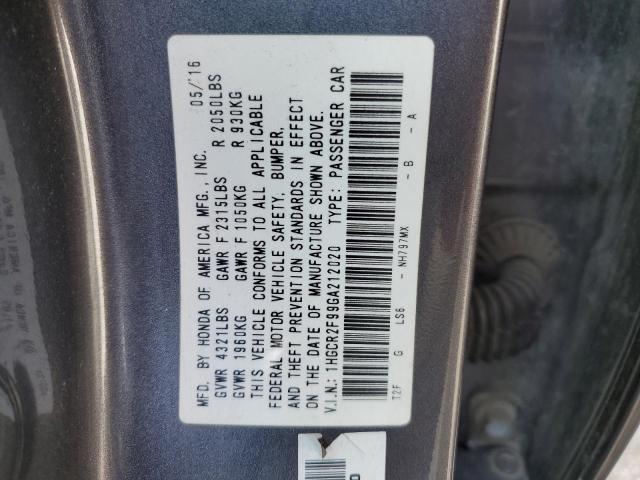 MFD. BY HONDA OF AMERICA MFG., INC. 05/16
GVWR 4321LBS GAWR F 2315LBS R 2050LBS
GVWR 1960KG GAWR F 1050KG R 930KG
THIS VEHICLE CONFORMS TO ALL APPLICABLE
FEDERAL MOTOR VEHICLE SAFETY, BUMPER,
AND THEFT PREVENTION STANDARDS IN EFFECT
ON THE DATE OF MANUFACTURE SHOWN ABOVE.
V.I.N.: 1HGCR2F99GA212020 TYPE: PASSENGER CAR
T2F G LS6 NH797MX - B - A